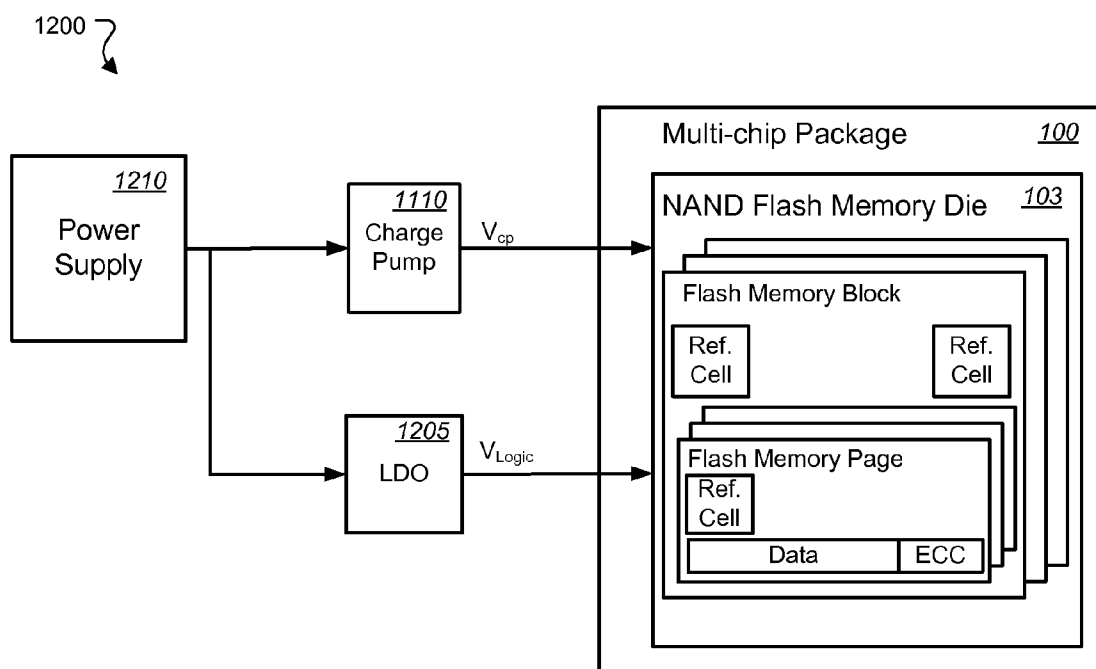 1200
Multi-chip Package 100
1210
Power
Supply
1110
Charge
Pump
Vcp
NAND Flash Memory Die 103
Flash Memory Block
Ref.
Cell
Ref.
Cell
1205
LDO
VLogic
Flash Memory Page
Ref.
Cell
Data ECC